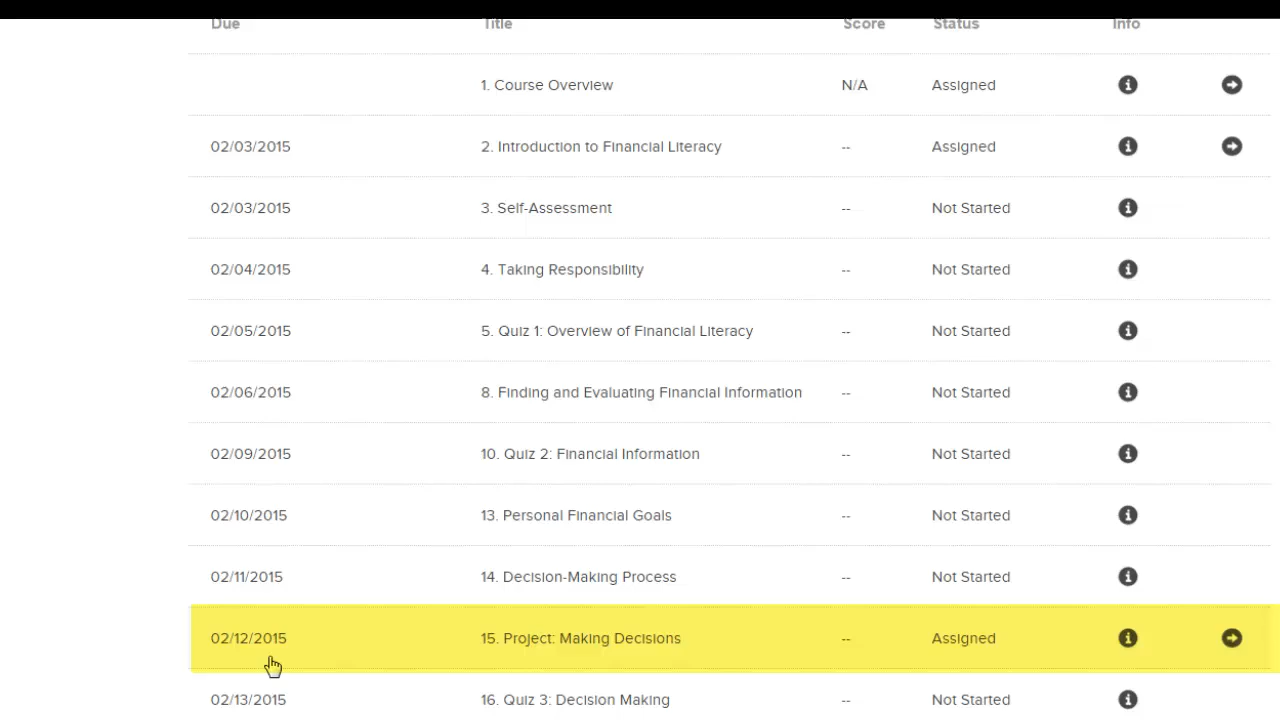 Due Title Score Status Info
1. Course Overview N/A Assigned
02/03/2015 2. Introduction to Financial Literacy -- Assigned
02/03/2015 3. Self-Assessment -- Not Started
02/04/2015 4. Taking Responsibility -- Not Started
02/05/2015 5. Quiz 1: Overview of Financial Literacy -- Not Started
02/06/2015 8. Finding and Evaluating Financial Information -- Not Started
02/09/2015 10. Quiz 2: Financial Information -- Not Started
02/10/2015 13. Personal Financial Goals -- Not Started
02/11/2015 14. Decision-Making Process -- Not Started
02/12/2015 15. Project: Making Decisions -- Assigned
02/13/2015 16. Quiz 3: Decision Making -- Not Started